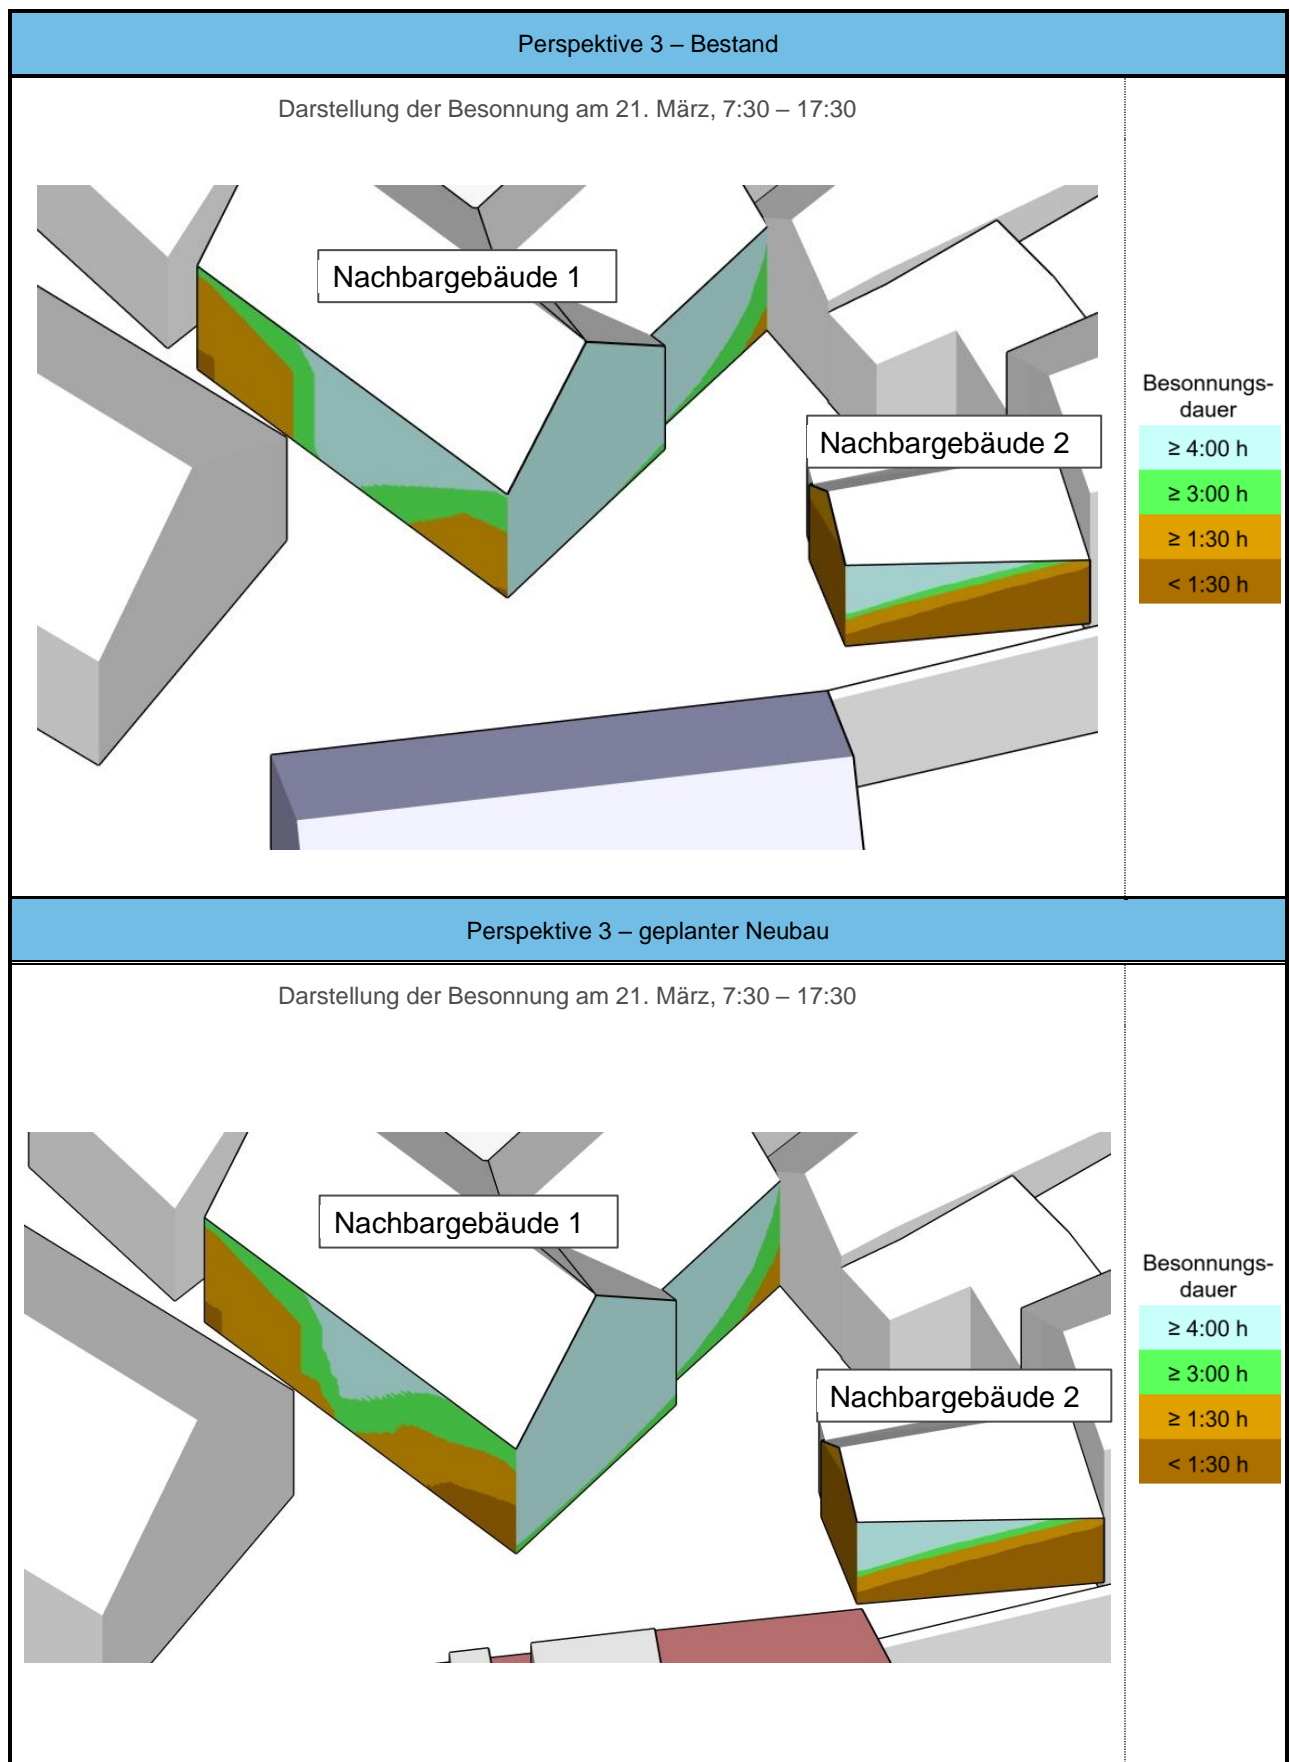 Perspektive 3 – Bestand
Darstellung der Besonnung am 21. März, 7:30 – 17:30
Nachbargebäude 1
Nachbargebäude 2
Besonnungs-
dauer
≥ 4:00 h
≥ 3:00 h
≥ 1:30 h
< 1:30 h
Perspektive 3 – geplanter Neubau
Darstellung der Besonnung am 21. März, 7:30 – 17:30
Nachbargebäude 1
Nachbargebäude 2
Besonnungs-
dauer
≥ 4:00 h
≥ 3:00 h
≥ 1:30 h
< 1:30 h